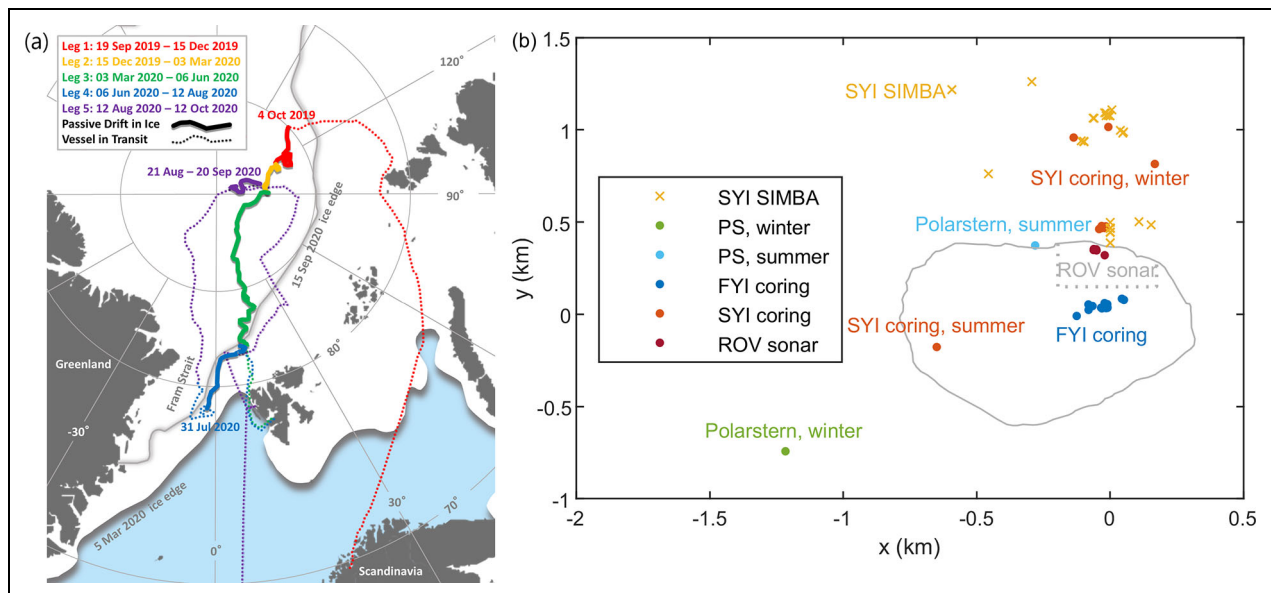 (a)
Leg 1: 19 Sep 2019 – 15 Dec 2019
Leg 2: 15 Dec 2019 – 03 Mar 2020
Leg 3: 03 Mar 2020 – 06 Jun 2020
Leg 4: 06 Jun 2020 – 12 Aug 2020
Leg 5: 12 Aug 2020 – 12 Oct 2020
Passive Drift in Ice
Vessel in Transit
120°
4 Oct 2019
21 Aug – 20 Sep 2020
90°
15 Sep 2020 ice edge
80°
Greenland
Fram Strait
-30°
31 Jul 2020
5 Mar 2020 ice edge
30°
70°
0°
Scandinavia
(b)
1.5
1
0.5
0
-0.5
-1
y (km)
-2
-1.5
-1
-0.5
0
0.5
x (km)
SYI SIMBA
SYI coring, winter
Polarstern, summer
ROV sonar
SYI coring, summer
FYI coring
Polarstern, winter
SYI SIMBA
PS, winter
PS, summer
FYI coring
SYI coring
ROV sonar